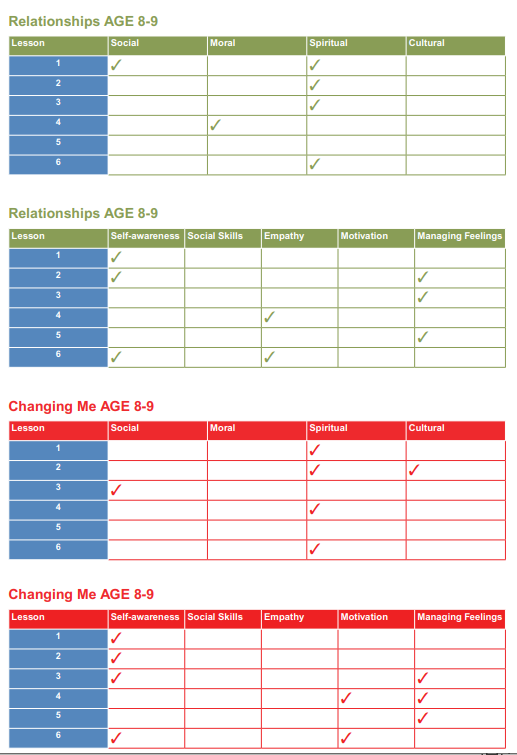 Relationships AGE 8-9
Lesson Social Moral Spiritual Cultural
1 ✓ ✓
2 ✓
3 ✓
4 ✓
5
6 ✓
Relationships AGE 8-9
Lesson Self-awareness Social Skills Empathy Motivation Managing Feelings
1 ✓
2 ✓ ✓
3 ✓
4 ✓
5 ✓
6 ✓ ✓
Changing Me AGE 8-9
Lesson Social Moral Spiritual Cultural
1 ✓
2 ✓ ✓
3 ✓
4 ✓
5
6 ✓
Changing Me AGE 8-9
Lesson Self-awareness Social Skills Empathy Motivation Managing Feelings
1 ✓
2 ✓
3 ✓ ✓
4 ✓ ✓
5 ✓
6 ✓ ✓